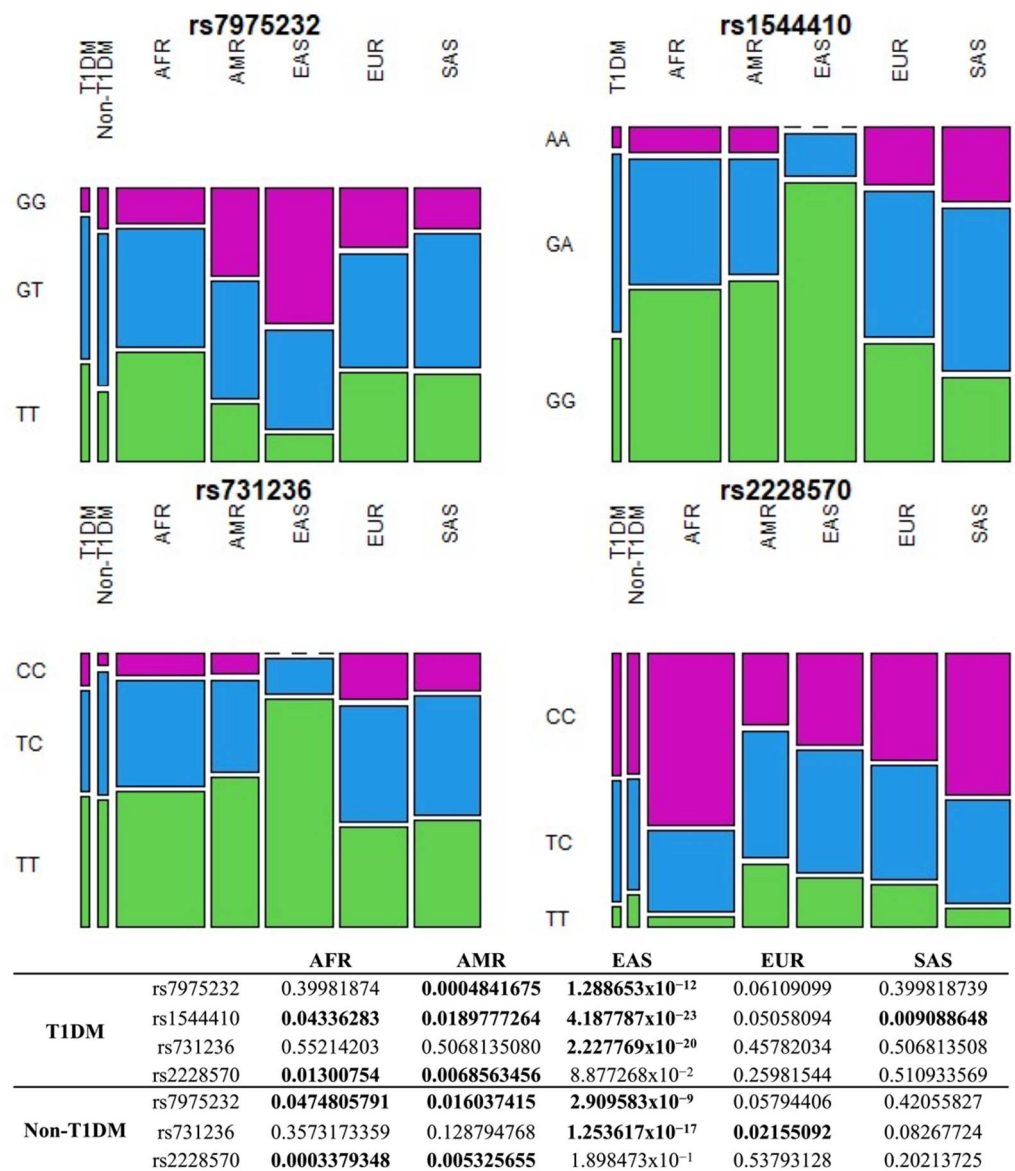 rs7975232
T1DM Non-T1DM AFR AMR EAS EUR SAS
GG
GT
TT
rs1544410
T1DM AFR AMR EAS EUR SAS
AA
GA
GG
rs731236
T1DM Non-T1DM AFR AMR EAS EUR SAS
CC
TC
TT
rs2228570
T1DM Non-T1DM AFR AMR EAS EUR SAS
CC
TC
TT
AFR AMR EAS EUR SAS
T1DM
rs7975232 0.39981874 0.0004841675 1.288653x10⁻¹² 0.06109099 0.399818739
rs1544410 0.04336283 0.0189777264 4.187787x10⁻²³ 0.05058094 0.009088648
rs731236 0.55214203 0.5068135080 2.227769x10⁻²⁰ 0.45782034 0.506813508
rs2228570 0.01300754 0.0068563456 8.877268x10⁻² 0.25981544 0.510933569
Non-T1DM
rs7975232 0.0474805791 0.016037415 2.909583x10⁻⁹ 0.05794406 0.42055827
rs731236 0.3573173359 0.128794768 1.253617x10⁻¹⁷ 0.02155092 0.08267724
rs2228570 0.0003379348 0.005325655 1.898473x10⁻¹ 0.53793128 0.20213725